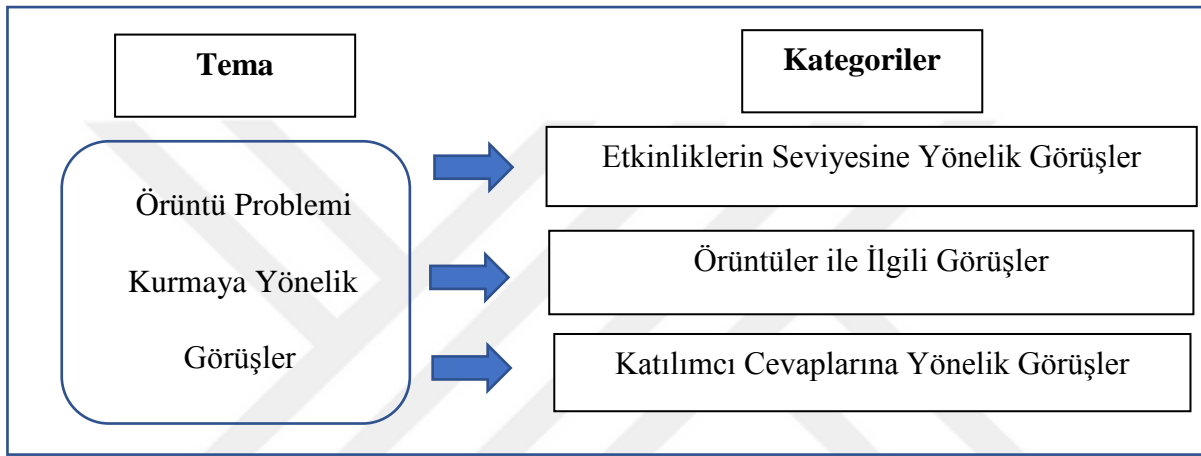 Tema
Kategoriler
Örüntü Problemi
Kurmaya Yönelik
Görüşler
Etkinliklerin Seviyesine Yönelik Görüşler
Örüntüler ile İlgili Görüşler
Katılımcı Cevaplarına Yönelik Görüşler